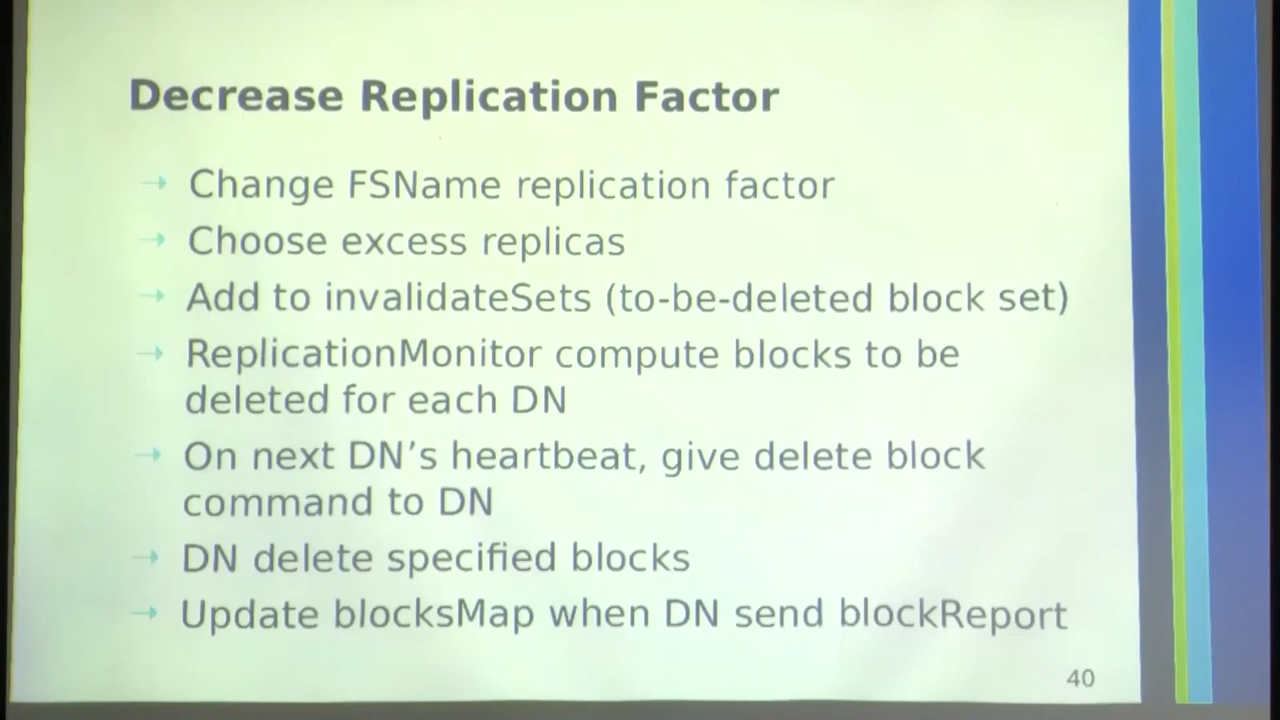 Decrease Replication Factor
→ Change FSName replication factor
→ Choose excess replicas
→ Add to invalidateSets (to-be-deleted block set)
→ ReplicationMonitor compute blocks to be
deleted for each DN
→ On next DN’s heartbeat, give delete block
command to DN
→ DN delete specified blocks
→ Update blocksMap when DN send blockReport
40